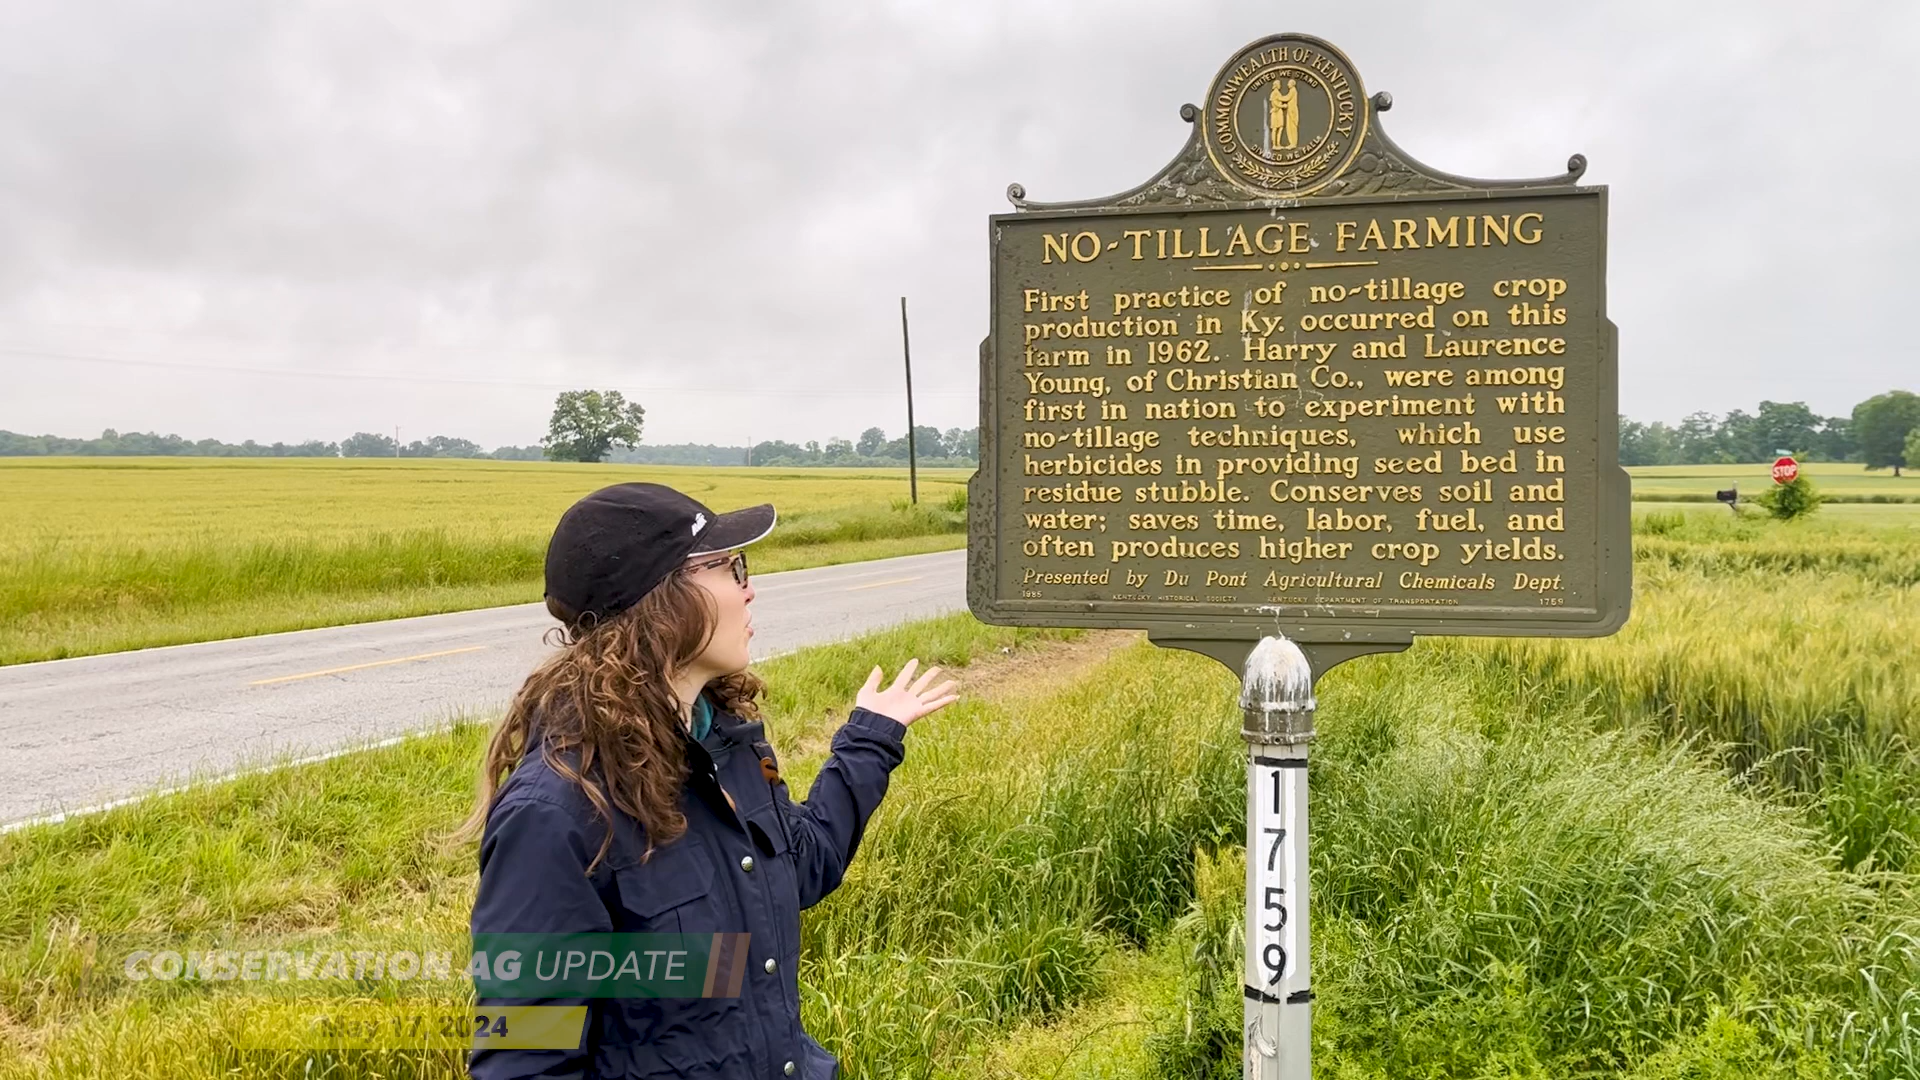 COMMONWEALTH OF KENTUCKY
UNITED WE STAND
DIVIDED WE FALL
NO-TILLAGE FARMING
First practice of no-tillage crop
production in Ky. occurred on this
farm in 1962. Harry and Laurence
Young, of Christian Co., were among
first in nation to experiment with
no-tillage techniques, which use
herbicides in providing seed bed in
residue stubble. Conserves soil and
water; saves time, labor, fuel, and
often produces higher crop yields.
Presented by Du Pont Agricultural Chemicals Dept.
1985 KENTUCKY HISTORICAL SOCIETY KENTUCKY DEPARTMENT OF TRANSPORTATION 1759
STOP
1759
CONSERVATION AG UPDATE
May 17, 2024